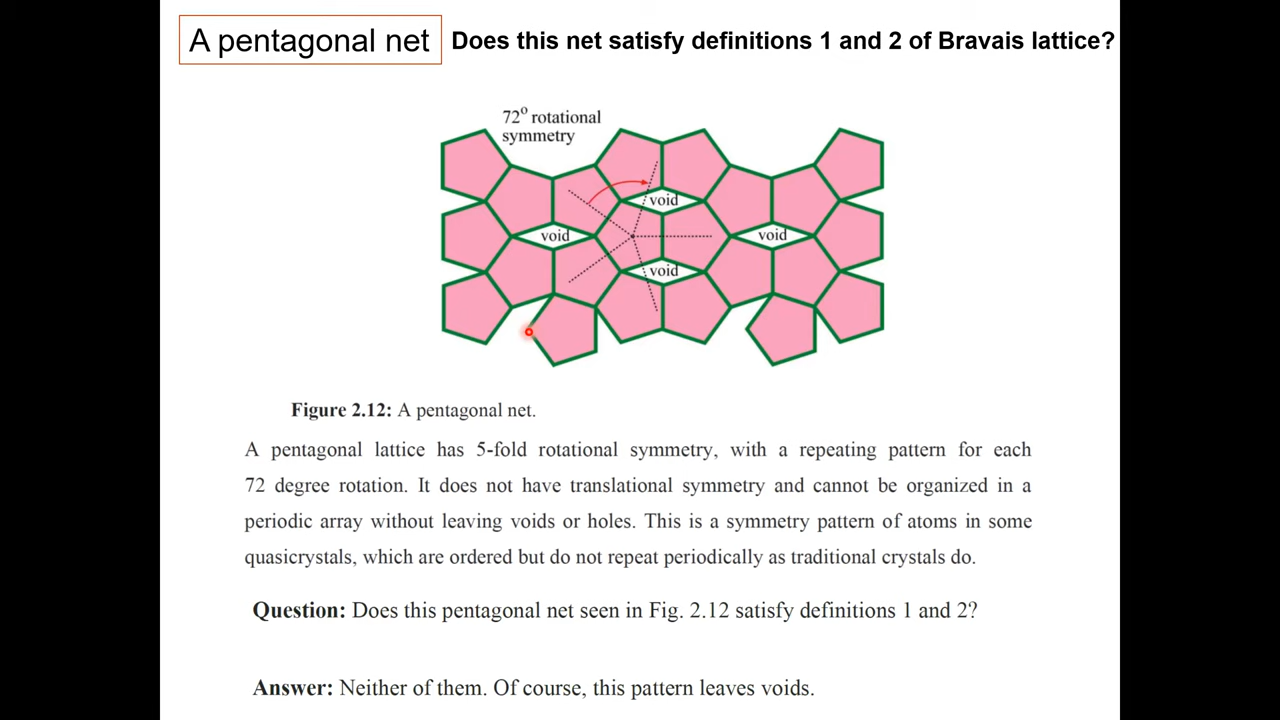 A pentagonal net
Does this net satisfy definitions 1 and 2 of Bravais lattice?
72º rotational
symmetry
void
void
void
void
Figure 2.12: A pentagonal net.
A pentagonal lattice has 5-fold rotational symmetry, with a repeating pattern for each
72 degree rotation. It does not have translational symmetry and cannot be organized in a
periodic array without leaving voids or holes. This is a symmetry pattern of atoms in some
quasicrystals, which are ordered but do not repeat periodically as traditional crystals do.
Question: Does this pentagonal net seen in Fig. 2.12 satisfy definitions 1 and 2?
Answer: Neither of them. Of course, this pattern leaves voids.